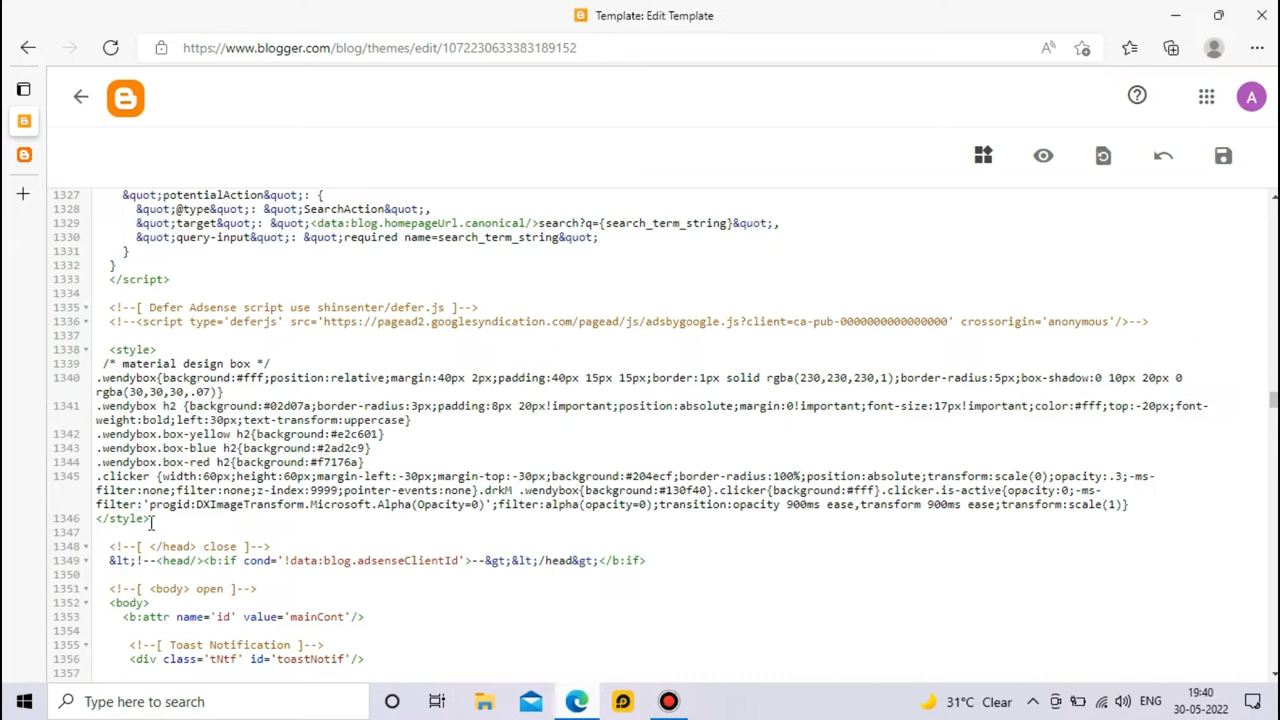 Template: Edit Template
https://www.blogger.com/blog/themes/edit/1072230633383189152
A
1327 &quot;potentialAction&quot;: {
1328 &quot;@type&quot;: &quot;SearchAction&quot;,
1329 &quot;target&quot;: &quot;<data:blog.homepageUrl.canonical/>search?q={search_term_string}&quot;,
1330 &quot;query-input&quot;: &quot;required name=search_term_string&quot;
1331 }
1332 }
1333 </script>
1334
1335 <!--[ Defer Adsense script use shinsenter/defer.js ]-->
1336 <!--<script type='deferjs' src='https://pagead2.googlesyndication.com/pagead/js/adsbygoogle.js?client=ca-pub-0000000000000000' crossorigin='anonymous'/>-->
1337
1338 <style>
1339 /* material design box */
1340 .wendybox{background:#fff;position:relative;margin:40px 2px;padding:40px 15px 15px;border:1px solid rgba(230,230,230,1);border-radius:5px;box-shadow:0 10px 20px 0
rgba(30,30,30,.07)}
1341 .wendybox h2 {background:#02d07a;border-radius:3px;padding:8px 20px!important;position:absolute;margin:0!important;font-size:17px!important;color:#fff;top:-20px;font-
weight:bold;left:30px;text-transform:uppercase}
1342 .wendybox.box-yellow h2{background:#e2c601}
1343 .wendybox.box-blue h2{background:#2ad2c9}
1344 .wendybox.box-red h2{background:#f7176a}
1345 .clicker {width:60px;height:60px;margin-left:-30px;margin-top:-30px;background:#204ecf;border-radius:100%;position:absolute;transform:scale(0);opacity:.3;-ms-
filter:none;filter:none;z-index:9999;pointer-events:none}.drkM .wendybox{background:#130f40}.clicker{background:#fff}.clicker.is-active{opacity:0;-ms-
filter:'progid:DXImageTransform.Microsoft.Alpha(Opacity=0)';filter:alpha(opacity=0);transition:opacity 900ms ease,transform 900ms ease;transform:scale(1)}
1346 </style>
1347
1348 <!--[ </head> close ]-->
1349 &lt;!--<head/><b:if cond='!data:blog.adsenseClientId'>--&gt;&lt;/head&gt;</b:if>
1350
1351 <!--[ <body> open ]-->
1352 <body>
1353 <b:attr name='id' value='mainCont'/>
1354
1355 <!--[ Toast Notification ]-->
1356 <div class='tNtf' id='toastNotif'/>
1357
Type here to search
31°C Clear
ENG
19:40
30-05-2022